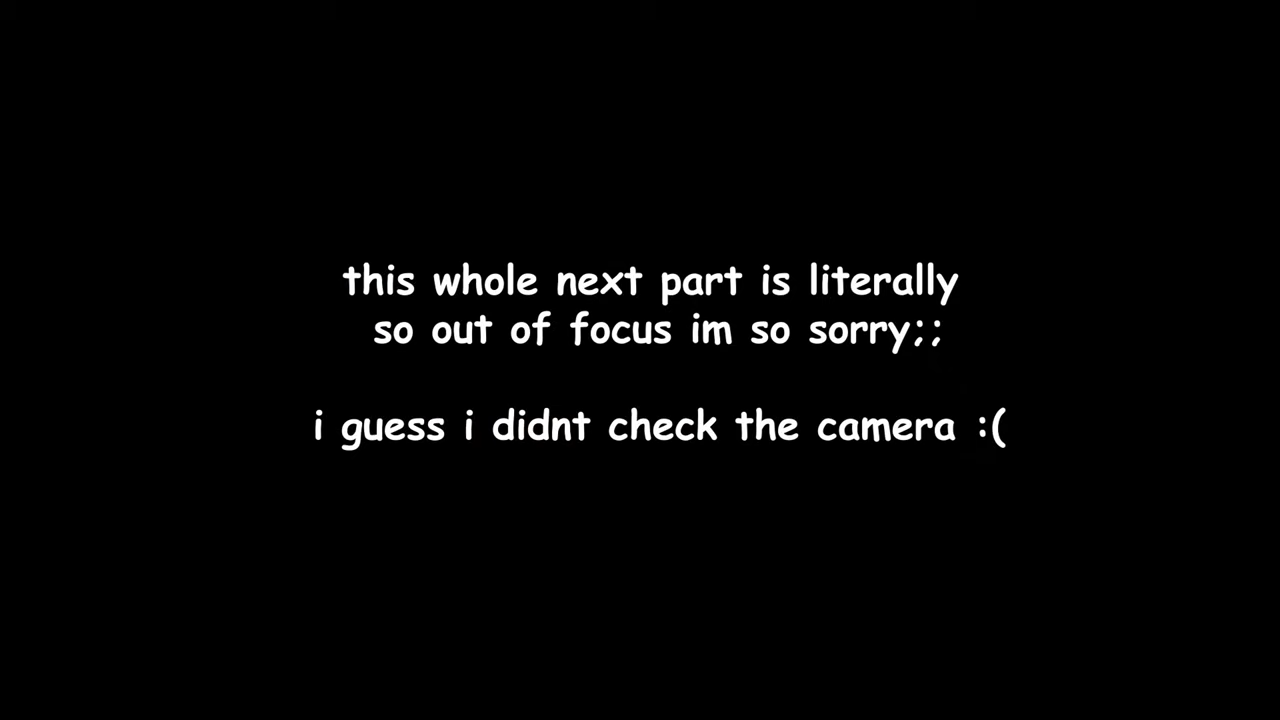 this whole next part is literally
so out of focus im so sorry;;
i guess i didnt check the camera :(